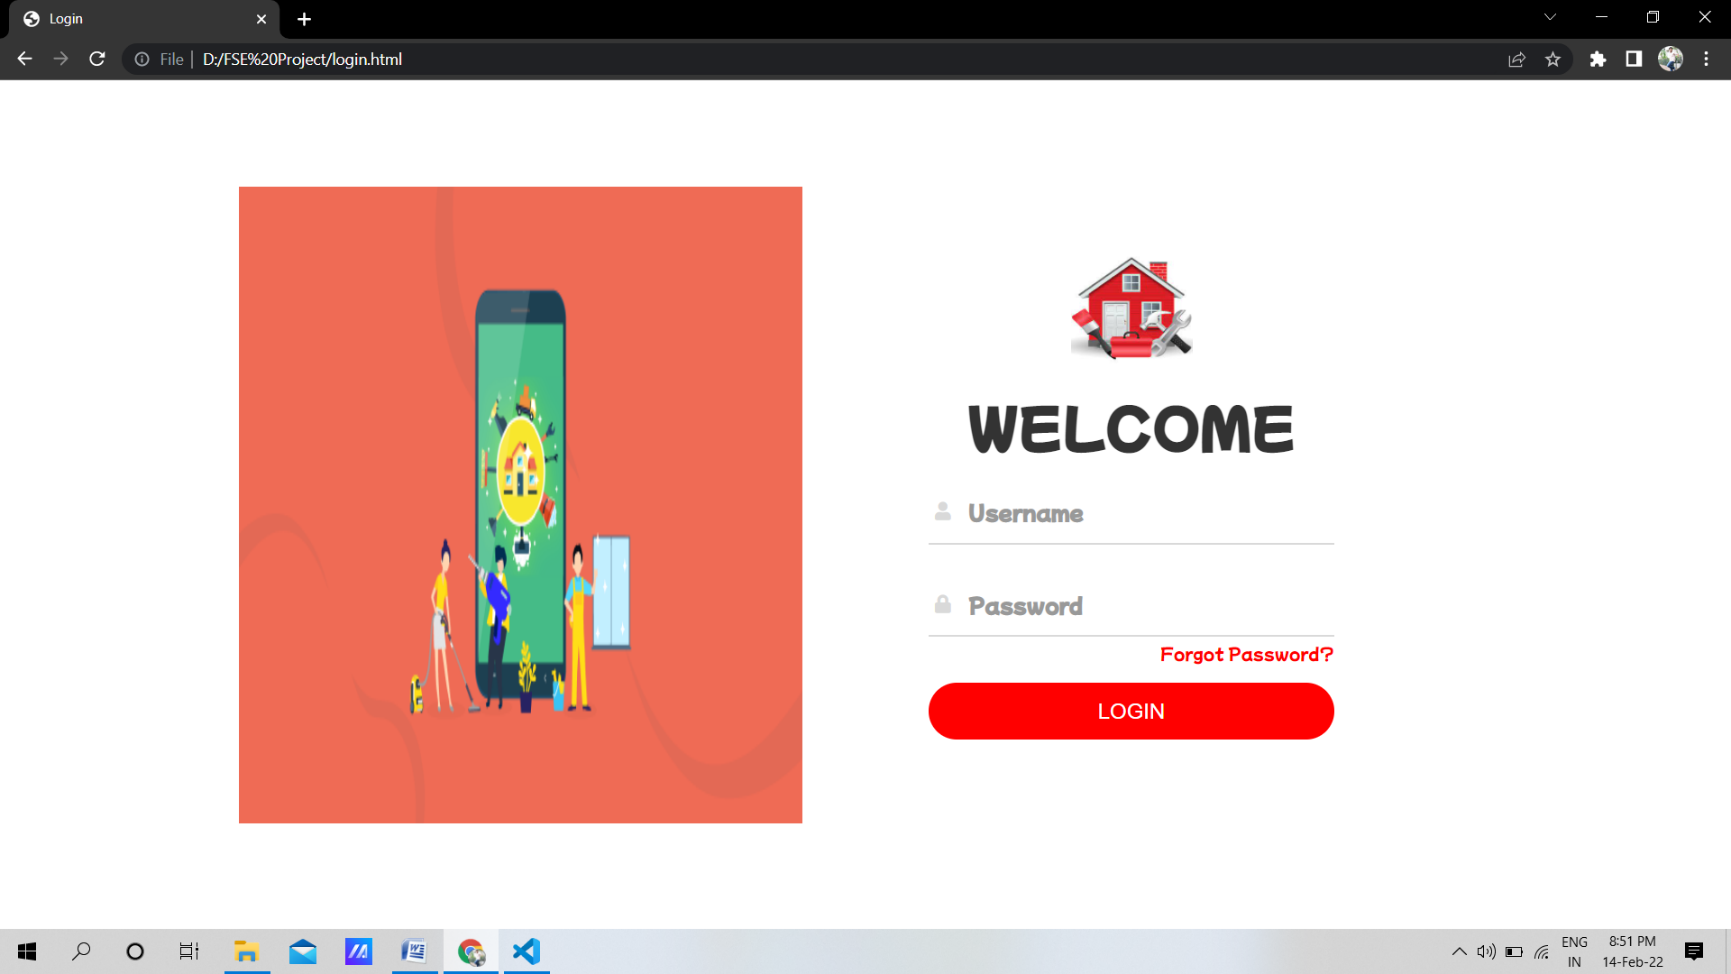 Login
File
D:/FSE%20Project/login.html
WELCOME
Username
Password
Forgot Password?
LOGIN
ENG
IN
8:51 PM
14-Feb-22